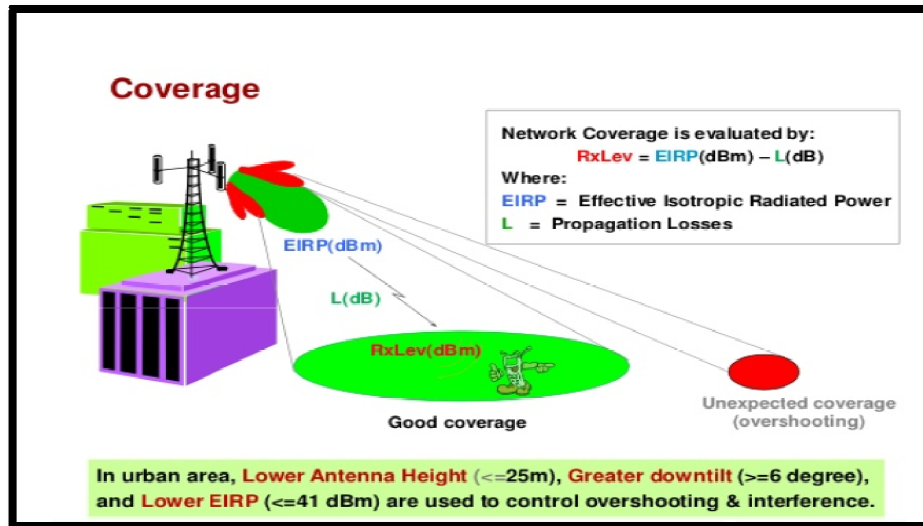 Coverage
Network Coverage is evaluated by:
RxLev = EIRP(dBm) – L(dB)
Where:
EIRP = Effective Isotropic Radiated Power
L = Propagation Losses
EIRP(dBm)
L(dB)
RxLev(dBm)
Good coverage
Unexpected coverage
(overshooting)
In urban area, Lower Antenna Height (<=25m), Greater downtilt (>=6 degree),
and Lower EIRP (<=41 dBm) are used to control overshooting & interference.